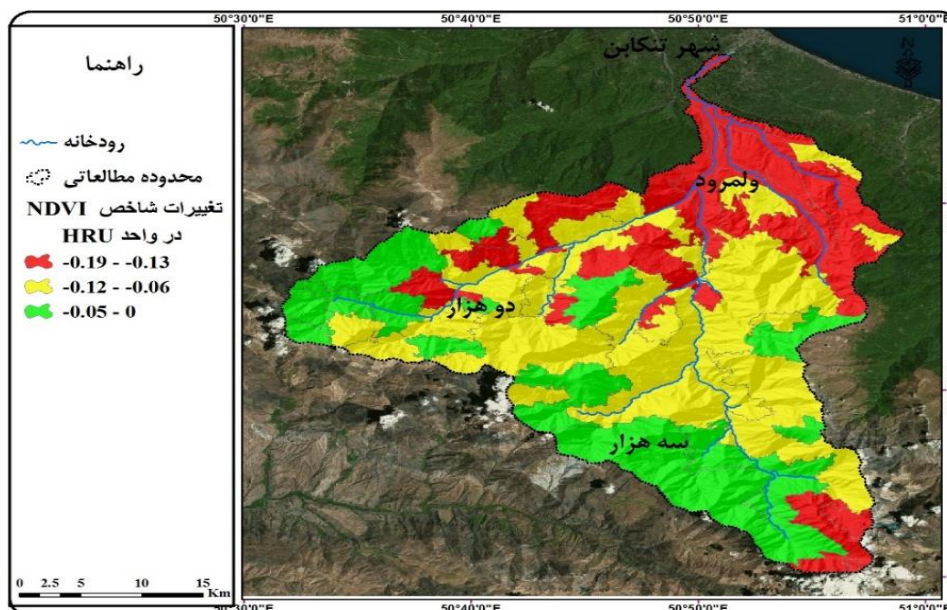 50°30'0"E
50°40'0"E
50°50'0"E
51°0'0"E
راهنما
رودخانه
محدوده مطالعاتی
تغییرات شاخص NDVI
در واحد HRU
-0.19 - -0.13
-0.12 - -0.06
-0.05 - 0
0 2.5 5 10 15
Km
شهر تنکابن
ولمرود
دو هزار
سه هزار
50°30'0"E
50°40'0"E
50°50'0"E
51°0'0"E